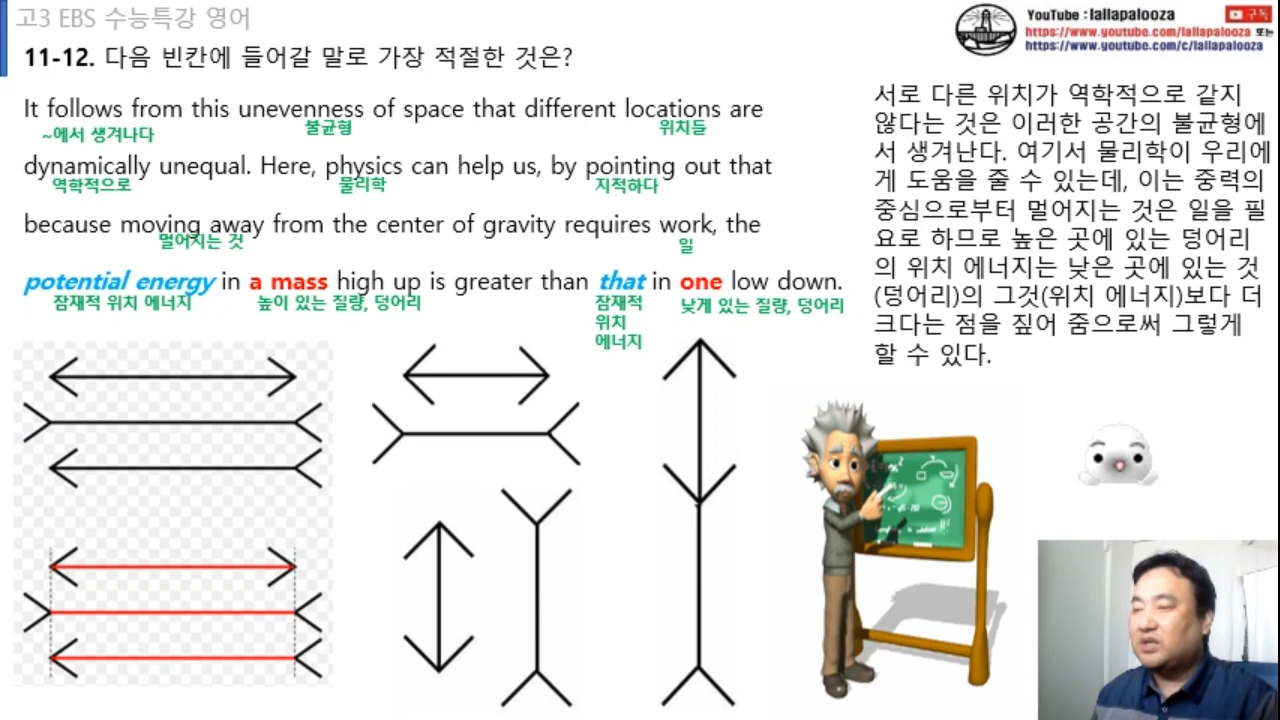 고3 EBS 수능특강 영어
YouTube : lallapalooza
구독
https://www.youtube.com/lallapalooza 또는
https://www.youtube.com/c/lallapalooza
11-12. 다음 빈칸에 들어갈 말로 가장 적절한 것은?
It follows from this unevenness of space that different locations are
~에서 생겨나다 불균형 위치들
dynamically unequal. Here, physics can help us, by pointing out that
역학적으로 물리학 지적하다
because moving away from the center of gravity requires work, the
멀어지는 것 일
potential energy in a mass high up is greater than that in one low down.
잠재적 위치 에너지 높이 있는 질량, 덩어리 잠재적 낮게 있는 질량, 덩어리
위치
에너지
서로 다른 위치가 역학적으로 같지
않다는 것은 이러한 공간의 불균형에
서 생겨난다. 여기서 물리학이 우리에
게 도움을 줄 수 있는데, 이는 중력의
중심으로부터 멀어지는 것은 일을 필
요로 하므로 높은 곳에 있는 덩어리
의 위치 에너지는 낮은 곳에 있는 것
(덩어리)의 그것(위치 에너지)보다 더
크다는 점을 짚어 줌으로써 그렇게
할 수 있다.